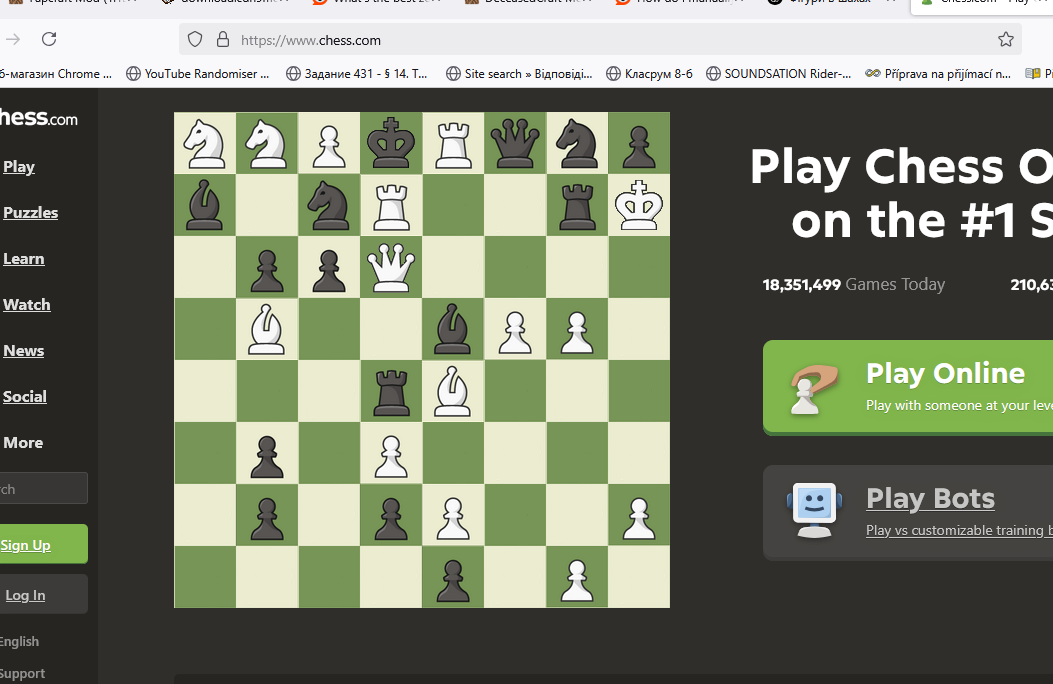 https://www.chess.com
б-магазин Chrome ...
YouTube Randomiser ...
Задание 431 - § 14. Т...
Site search » Відповіді...
Класрум 8-б
SOUNDSATION Rider-...
Příprava na přijímací n...
hess.com
Play
Puzzles
Learn
Watch
News
Social
More
rch
Sign Up
Log In
English
Support
Play Chess O
on the #1 S
18,351,499 Games Today
210,63
Play Online
Play with someone at your leve
Play Bots
Play vs customizable training b